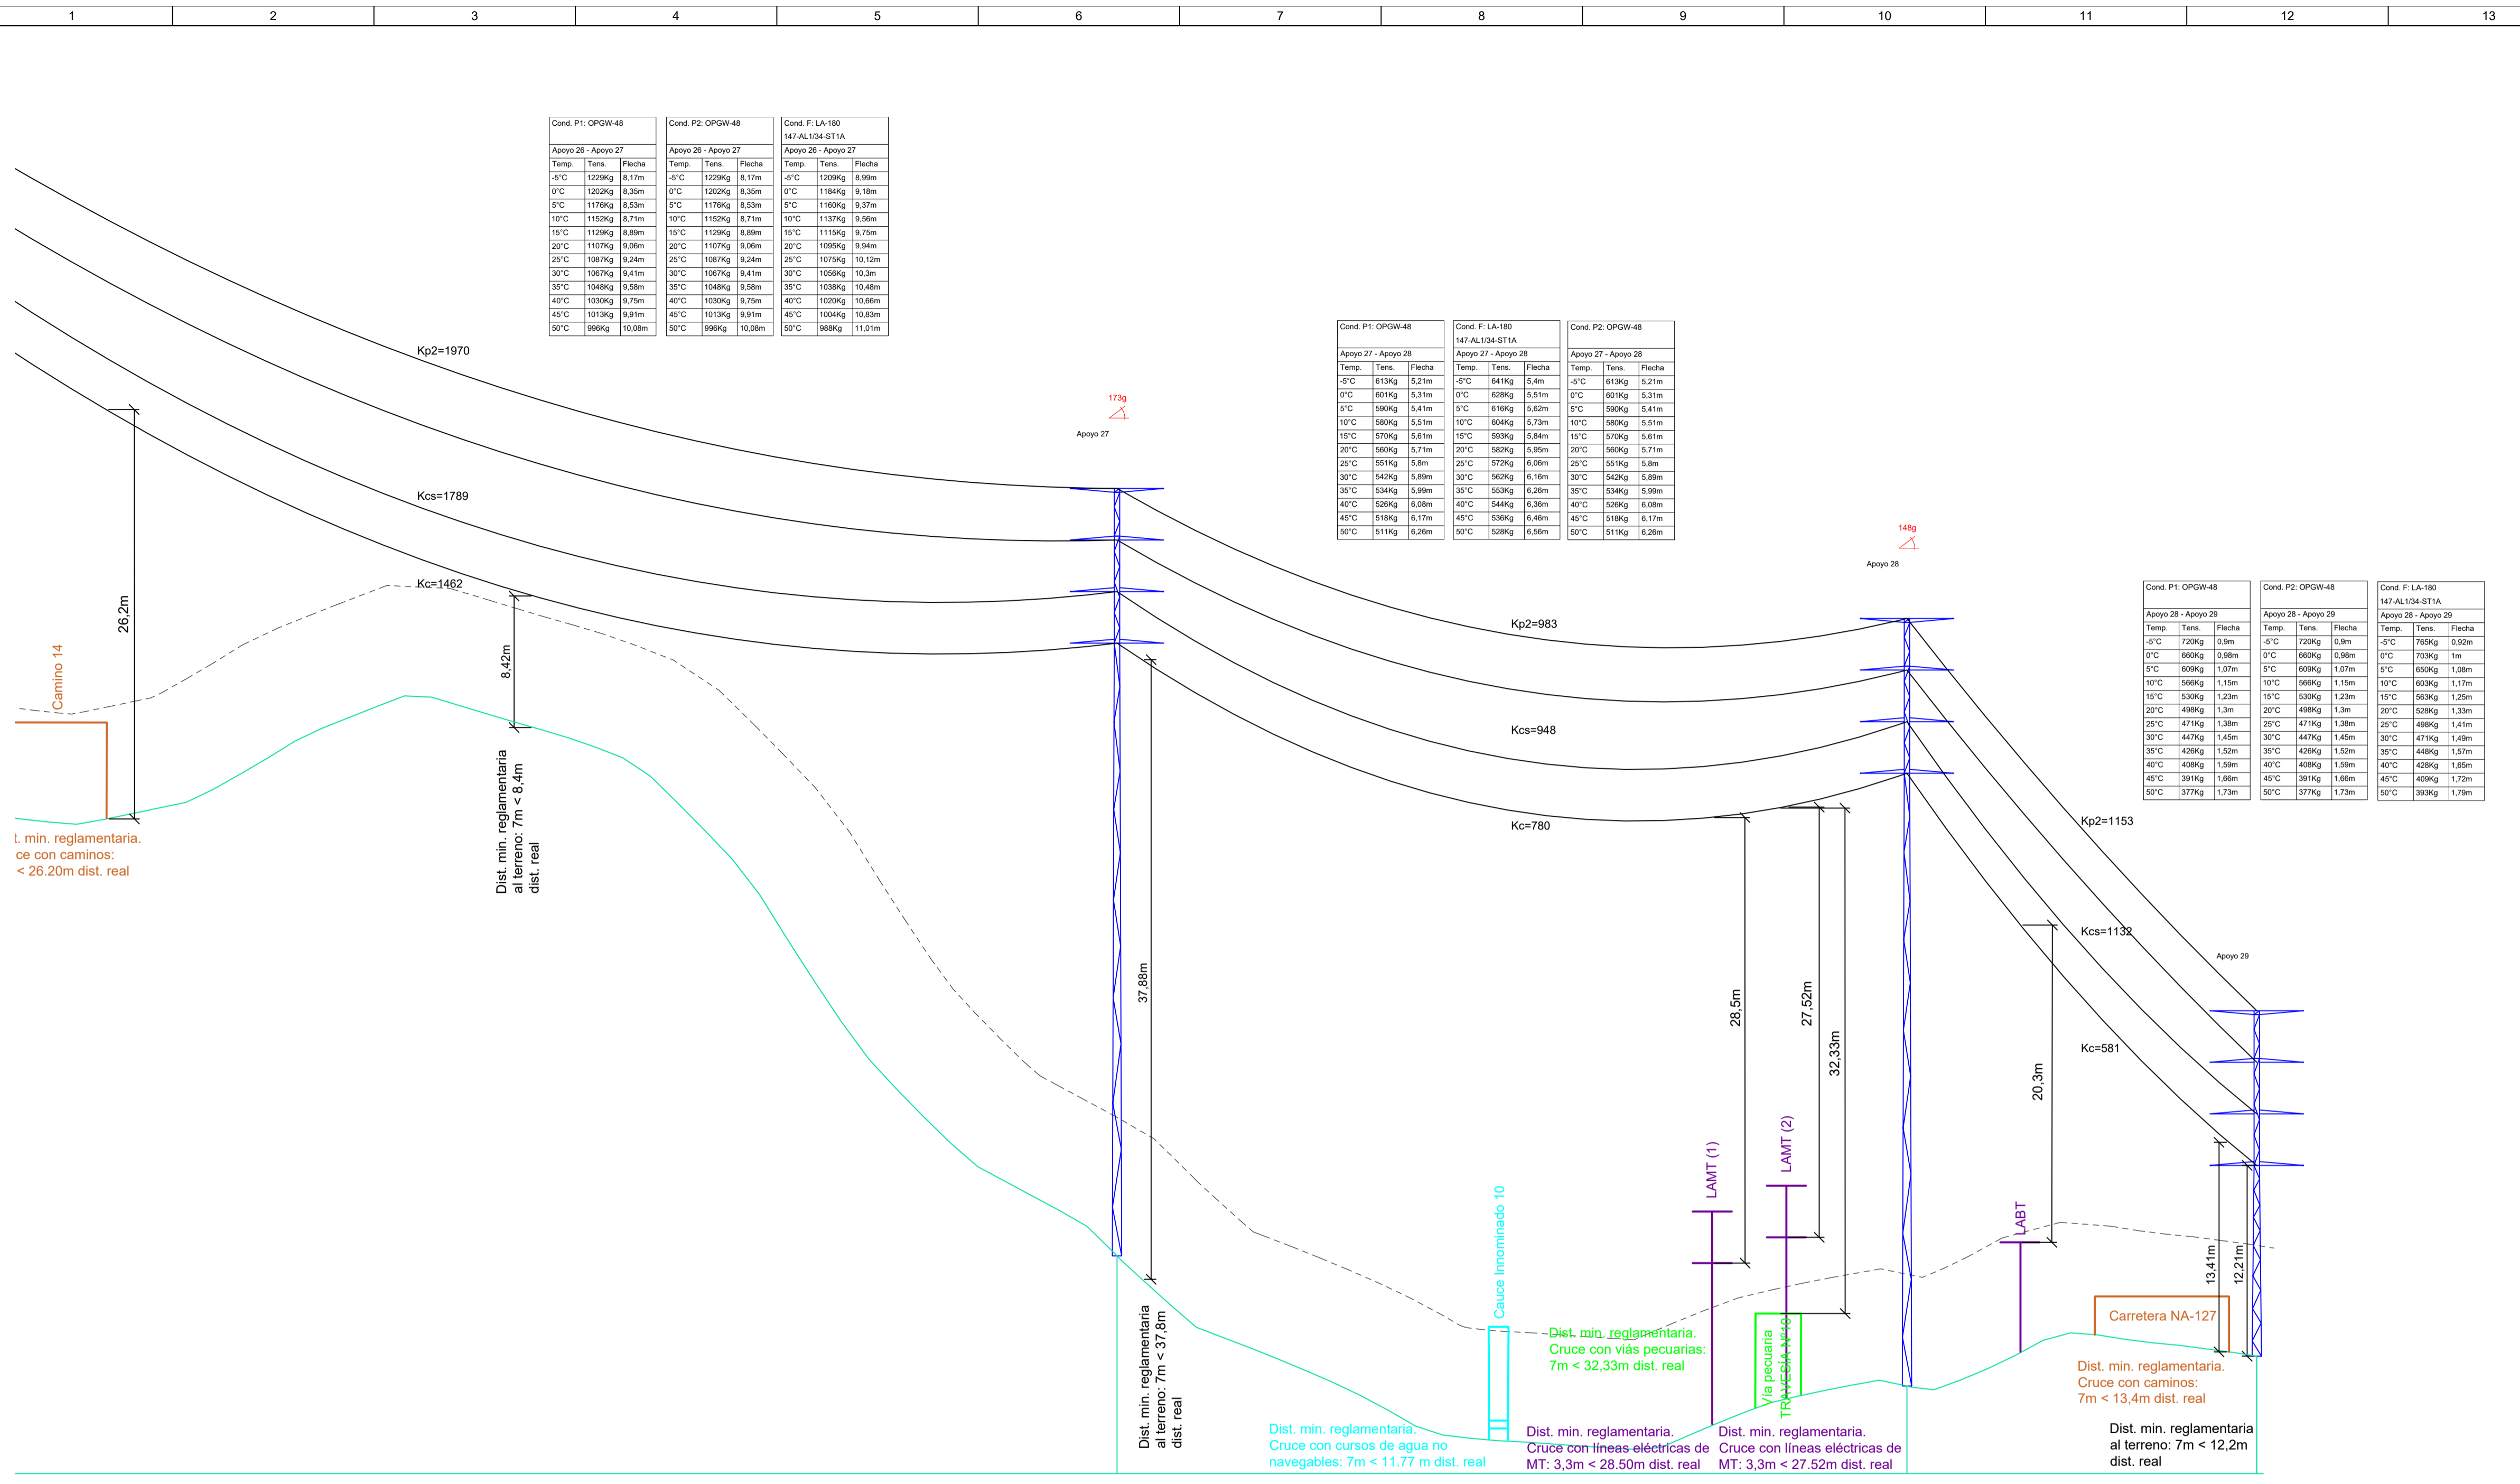 1 2 3 4 5 6 7 8 9 10 11 12 13
Cond. P1: OPGW-48
Apoyo 26 - Apoyo 27
Temp. Tens. Flecha
-5°C 1229Kg 8,17m
0°C 1202Kg 8,35m
5°C 1176Kg 8,53m
10°C 1152Kg 8,71m
15°C 1129Kg 8,89m
20°C 1107Kg 9,06m
25°C 1087Kg 9,24m
30°C 1067Kg 9,41m
35°C 1048Kg 9,58m
40°C 1030Kg 9,75m
45°C 1013Kg 9,91m
50°C 996Kg 10,08m
Cond. P2: OPGW-48
Apoyo 26 - Apoyo 27
Temp. Tens. Flecha
-5°C 1229Kg 8,17m
0°C 1202Kg 8,35m
5°C 1176Kg 8,53m
10°C 1152Kg 8,71m
15°C 1129Kg 8,89m
20°C 1107Kg 9,06m
25°C 1087Kg 9,24m
30°C 1067Kg 9,41m
35°C 1048Kg 9,58m
40°C 1030Kg 9,75m
45°C 1013Kg 9,91m
50°C 996Kg 10,08m
Cond. F: LA-180
147-AL1/34-ST1A
Apoyo 26 - Apoyo 27
Temp. Tens. Flecha
-5°C 1209Kg 8,99m
0°C 1184Kg 9,18m
5°C 1160Kg 9,37m
10°C 1137Kg 9,56m
15°C 1115Kg 9,75m
20°C 1095Kg 9,94m
25°C 1075Kg 10,12m
30°C 1056Kg 10,3m
35°C 1038Kg 10,48m
40°C 1020Kg 10,66m
45°C 1004Kg 10,83m
50°C 988Kg 11,01m
Kp2=1970
Kcs=1789
Kc=1462
26,2m
Camino 14
t. min. reglamentaria.
ce con caminos:
< 26.20m dist. real
8,42m
Dist. min. reglamentaria
al terreno: 7m < 8,4m
dist. real
173g
Apoyo 27
37,88m
Dist. min. reglamentaria
al terreno: 7m < 37,8m
dist. real
Cond. P1: OPGW-48
Apoyo 27 - Apoyo 28
Temp. Tens. Flecha
-5°C 613Kg 5,21m
0°C 601Kg 5,31m
5°C 590Kg 5,41m
10°C 580Kg 5,51m
15°C 570Kg 5,61m
20°C 560Kg 5,71m
25°C 551Kg 5,8m
30°C 542Kg 5,89m
35°C 534Kg 5,99m
40°C 526Kg 6,08m
45°C 518Kg 6,17m
50°C 511Kg 6,26m
Cond. F: LA-180
147-AL1/34-ST1A
Apoyo 27 - Apoyo 28
Temp. Tens. Flecha
-5°C 641Kg 5,4m
0°C 628Kg 5,51m
5°C 616Kg 5,62m
10°C 604Kg 5,73m
15°C 593Kg 5,84m
20°C 582Kg 5,95m
25°C 572Kg 6,06m
30°C 562Kg 6,16m
35°C 553Kg 6,26m
40°C 544Kg 6,36m
45°C 536Kg 6,46m
50°C 528Kg 6,56m
Cond. P2: OPGW-48
Apoyo 27 - Apoyo 28
Temp. Tens. Flecha
-5°C 613Kg 5,21m
0°C 601Kg 5,31m
5°C 590Kg 5,41m
10°C 580Kg 5,51m
15°C 570Kg 5,61m
20°C 560Kg 5,71m
25°C 551Kg 5,8m
30°C 542Kg 5,89m
35°C 534Kg 5,99m
40°C 526Kg 6,08m
45°C 518Kg 6,17m
50°C 511Kg 6,26m
Kp2=983
Kcs=948
Kc=780
148g
Apoyo 28
28,5m
27,52m
32,33m
LAMT (1)
LAMT (2)
Cauce Innominado 10
Dist. min. reglamentaria.
Cruce con cursos de agua no
navegables: 7m < 11.77 m dist. real
Dist. min. reglamentaria.
Cruce con viás pecuarias:
7m < 32,33m dist. real
Vía pecuaria
TRAVESÍA Nº10
Dist. min. reglamentaria.
Cruce con líneas eléctricas de
MT: 3,3m < 28.50m dist. real
Dist. min. reglamentaria.
Cruce con líneas eléctricas de
MT: 3,3m < 27.52m dist. real
Cond. P1: OPGW-48
Apoyo 28 - Apoyo 29
Temp. Tens. Flecha
-5°C 720Kg 0,9m
0°C 660Kg 0,98m
5°C 609Kg 1,07m
10°C 566Kg 1,15m
15°C 530Kg 1,23m
20°C 498Kg 1,3m
25°C 471Kg 1,38m
30°C 447Kg 1,45m
35°C 426Kg 1,52m
40°C 408Kg 1,59m
45°C 391Kg 1,66m
50°C 377Kg 1,73m
Cond. P2: OPGW-48
Apoyo 28 - Apoyo 29
Temp. Tens. Flecha
-5°C 720Kg 0,9m
0°C 660Kg 0,98m
5°C 609Kg 1,07m
10°C 566Kg 1,15m
15°C 530Kg 1,23m
20°C 498Kg 1,3m
25°C 471Kg 1,38m
30°C 447Kg 1,45m
35°C 426Kg 1,52m
40°C 408Kg 1,59m
45°C 391Kg 1,66m
50°C 377Kg 1,73m
Cond. F: LA-180
147-AL1/34-ST1A
Apoyo 28 - Apoyo 29
Temp. Tens. Flecha
-5°C 765Kg 0,92m
0°C 703Kg 1m
5°C 650Kg 1,08m
10°C 603Kg 1,17m
15°C 563Kg 1,25m
20°C 528Kg 1,33m
25°C 498Kg 1,41m
30°C 471Kg 1,49m
35°C 448Kg 1,57m
40°C 428Kg 1,65m
45°C 409Kg 1,72m
50°C 393Kg 1,79m
Kp2=1153
Kcs=1132
Kc=581
Apoyo 29
20,3m
LABT
13,41m
12,21m
Carretera NA-127
Dist. min. reglamentaria.
Cruce con caminos:
7m < 13,4m dist. real
Dist. min. reglamentaria
al terreno: 7m < 12,2m
dist. real